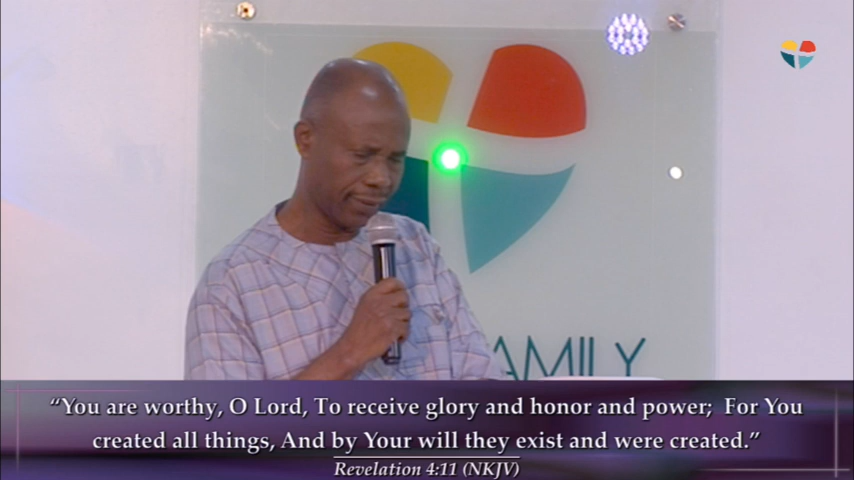 AMILY
“You are worthy, O Lord, To receive glory and honor and power; For You
created all things, And by Your will they exist and were created.”
Revelation 4:11 (NKJV)